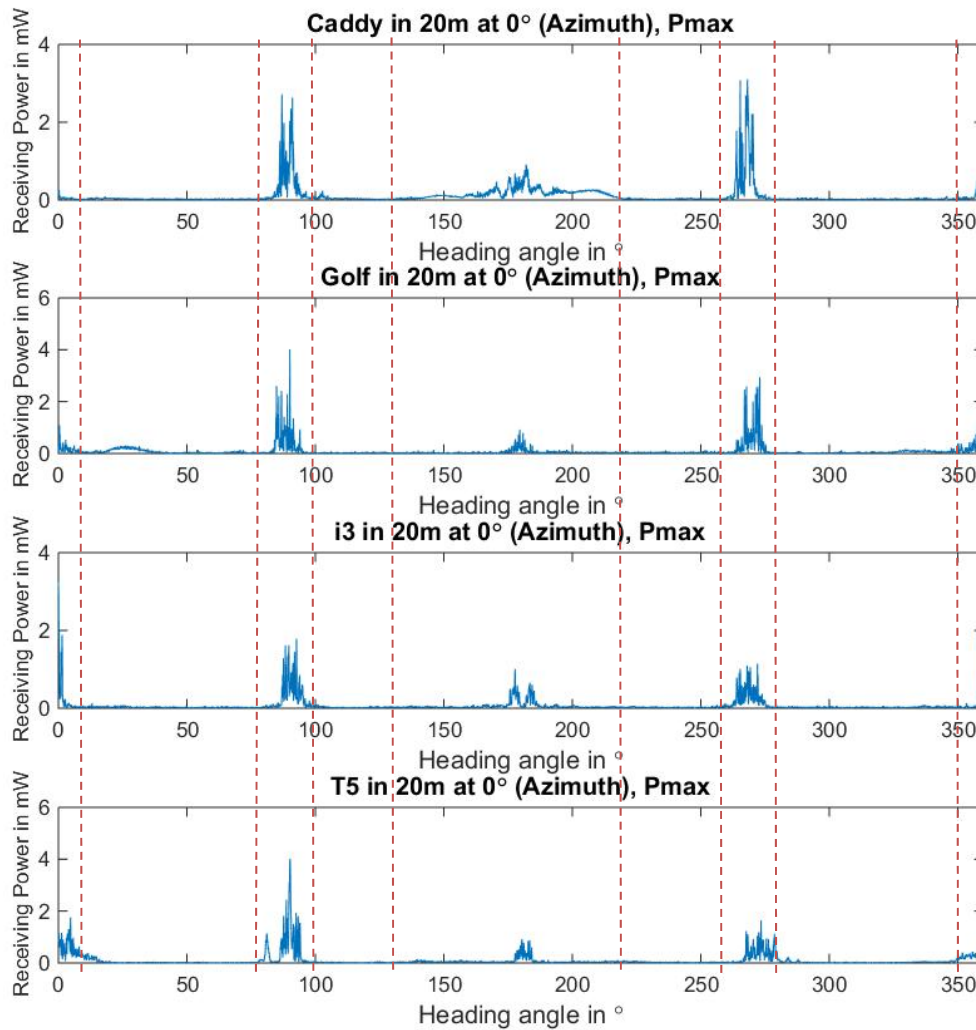 Caddy in 20m at 0° (Azimuth), Pmax
Receiving Power in mW
4
2
0
0 50 100 150 200 250 300 350
Heading angle in °
Golf in 20m at 0° (Azimuth), Pmax
Receiving Power in mW
6
4
2
0
0 50 100 150 200 250 300 350
Heading angle in °
i3 in 20m at 0° (Azimuth), Pmax
Receiving Power in mW
4
2
0
0 50 100 150 200 250 300 350
Heading angle in °
T5 in 20m at 0° (Azimuth), Pmax
Receiving Power in mW
6
4
2
0
0 50 100 150 200 250 300 350
Heading angle in °